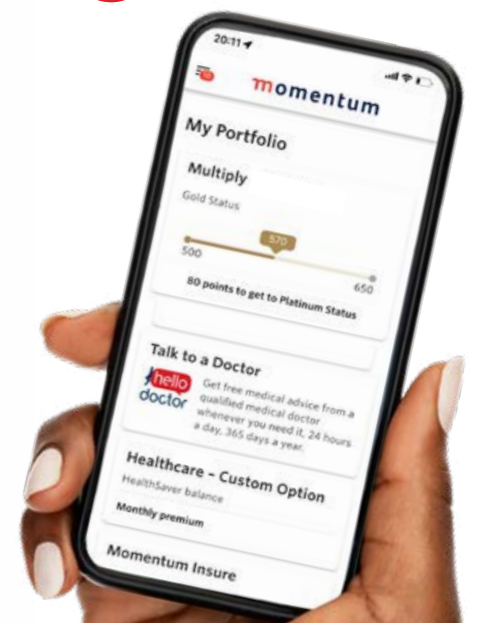 20:11
momentum
My Portfolio
Multiply
Gold Status
570
500
650
80 points to get to Platinum Status
Talk to a Doctor
hello
doctor
Get free medical advice from a
qualified medical doctor
whenever you need it, 24 hours
a day, 365 days a year.
Healthcare – Custom Option
HealthSaver balance
Monthly premium
Momentum Insure